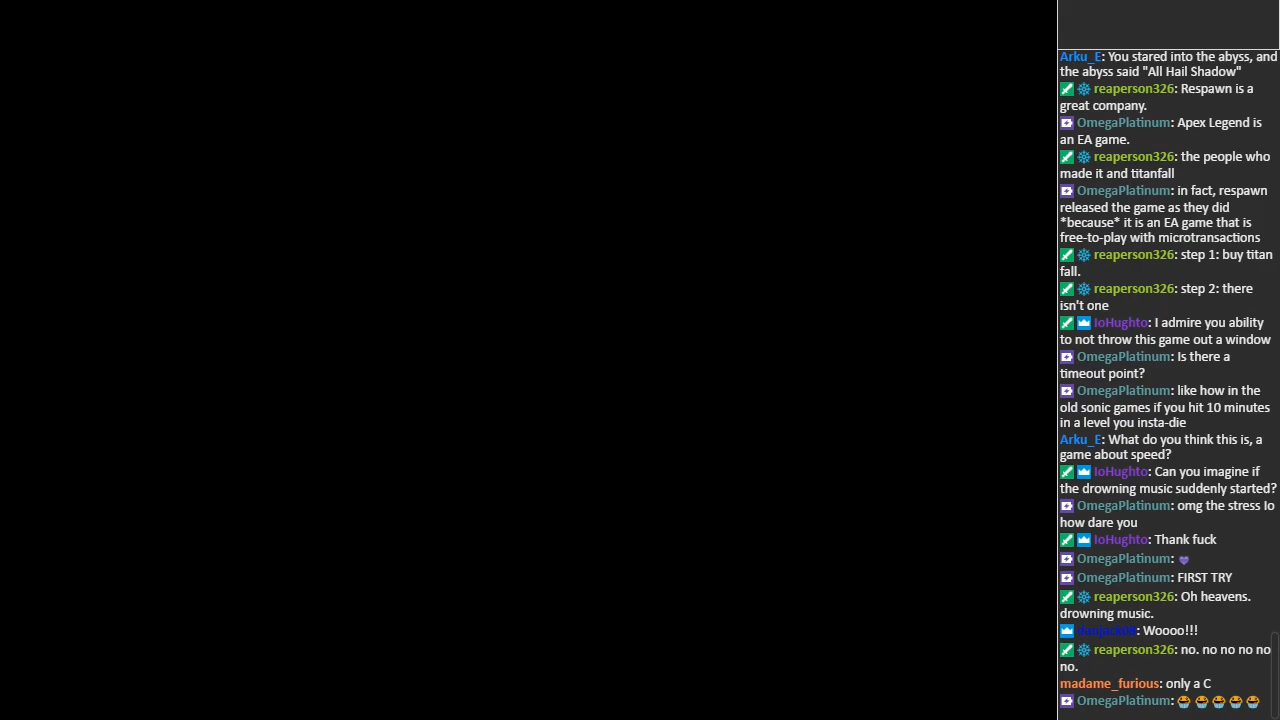 Arku_E: You stared into the abyss, and
the abyss said "All Hail Shadow"
reaperson326: Respawn is a
great company.
OmegaPlatinum: Apex Legend is
an EA game.
reaperson326: the people who
made it and titanfall
OmegaPlatinum: in fact, respawn
released the game as they did
*because* it is an EA game that is
free-to-play with microtransactions
reaperson326: step 1: buy titan
fall.
reaperson326: step 2: there
isn't one
IoHughto: I admire you ability
to not throw this game out a window
OmegaPlatinum: Is there a
timeout point?
OmegaPlatinum: like how in the
old sonic games if you hit 10 minutes
in a level you insta-die
Arku_E: What do you think this is, a
game about speed?
IoHughto: Can you imagine if
the drowning music suddenly started?
OmegaPlatinum: omg the stress Io
how dare you
IoHughto: Thank fuck
OmegaPlatinum:
OmegaPlatinum: FIRST TRY
reaperson326: Oh heavens.
drowning music.
: Woooo!!!
reaperson326: no. no no no no
no.
madame_furious: only a C
OmegaPlatinum: